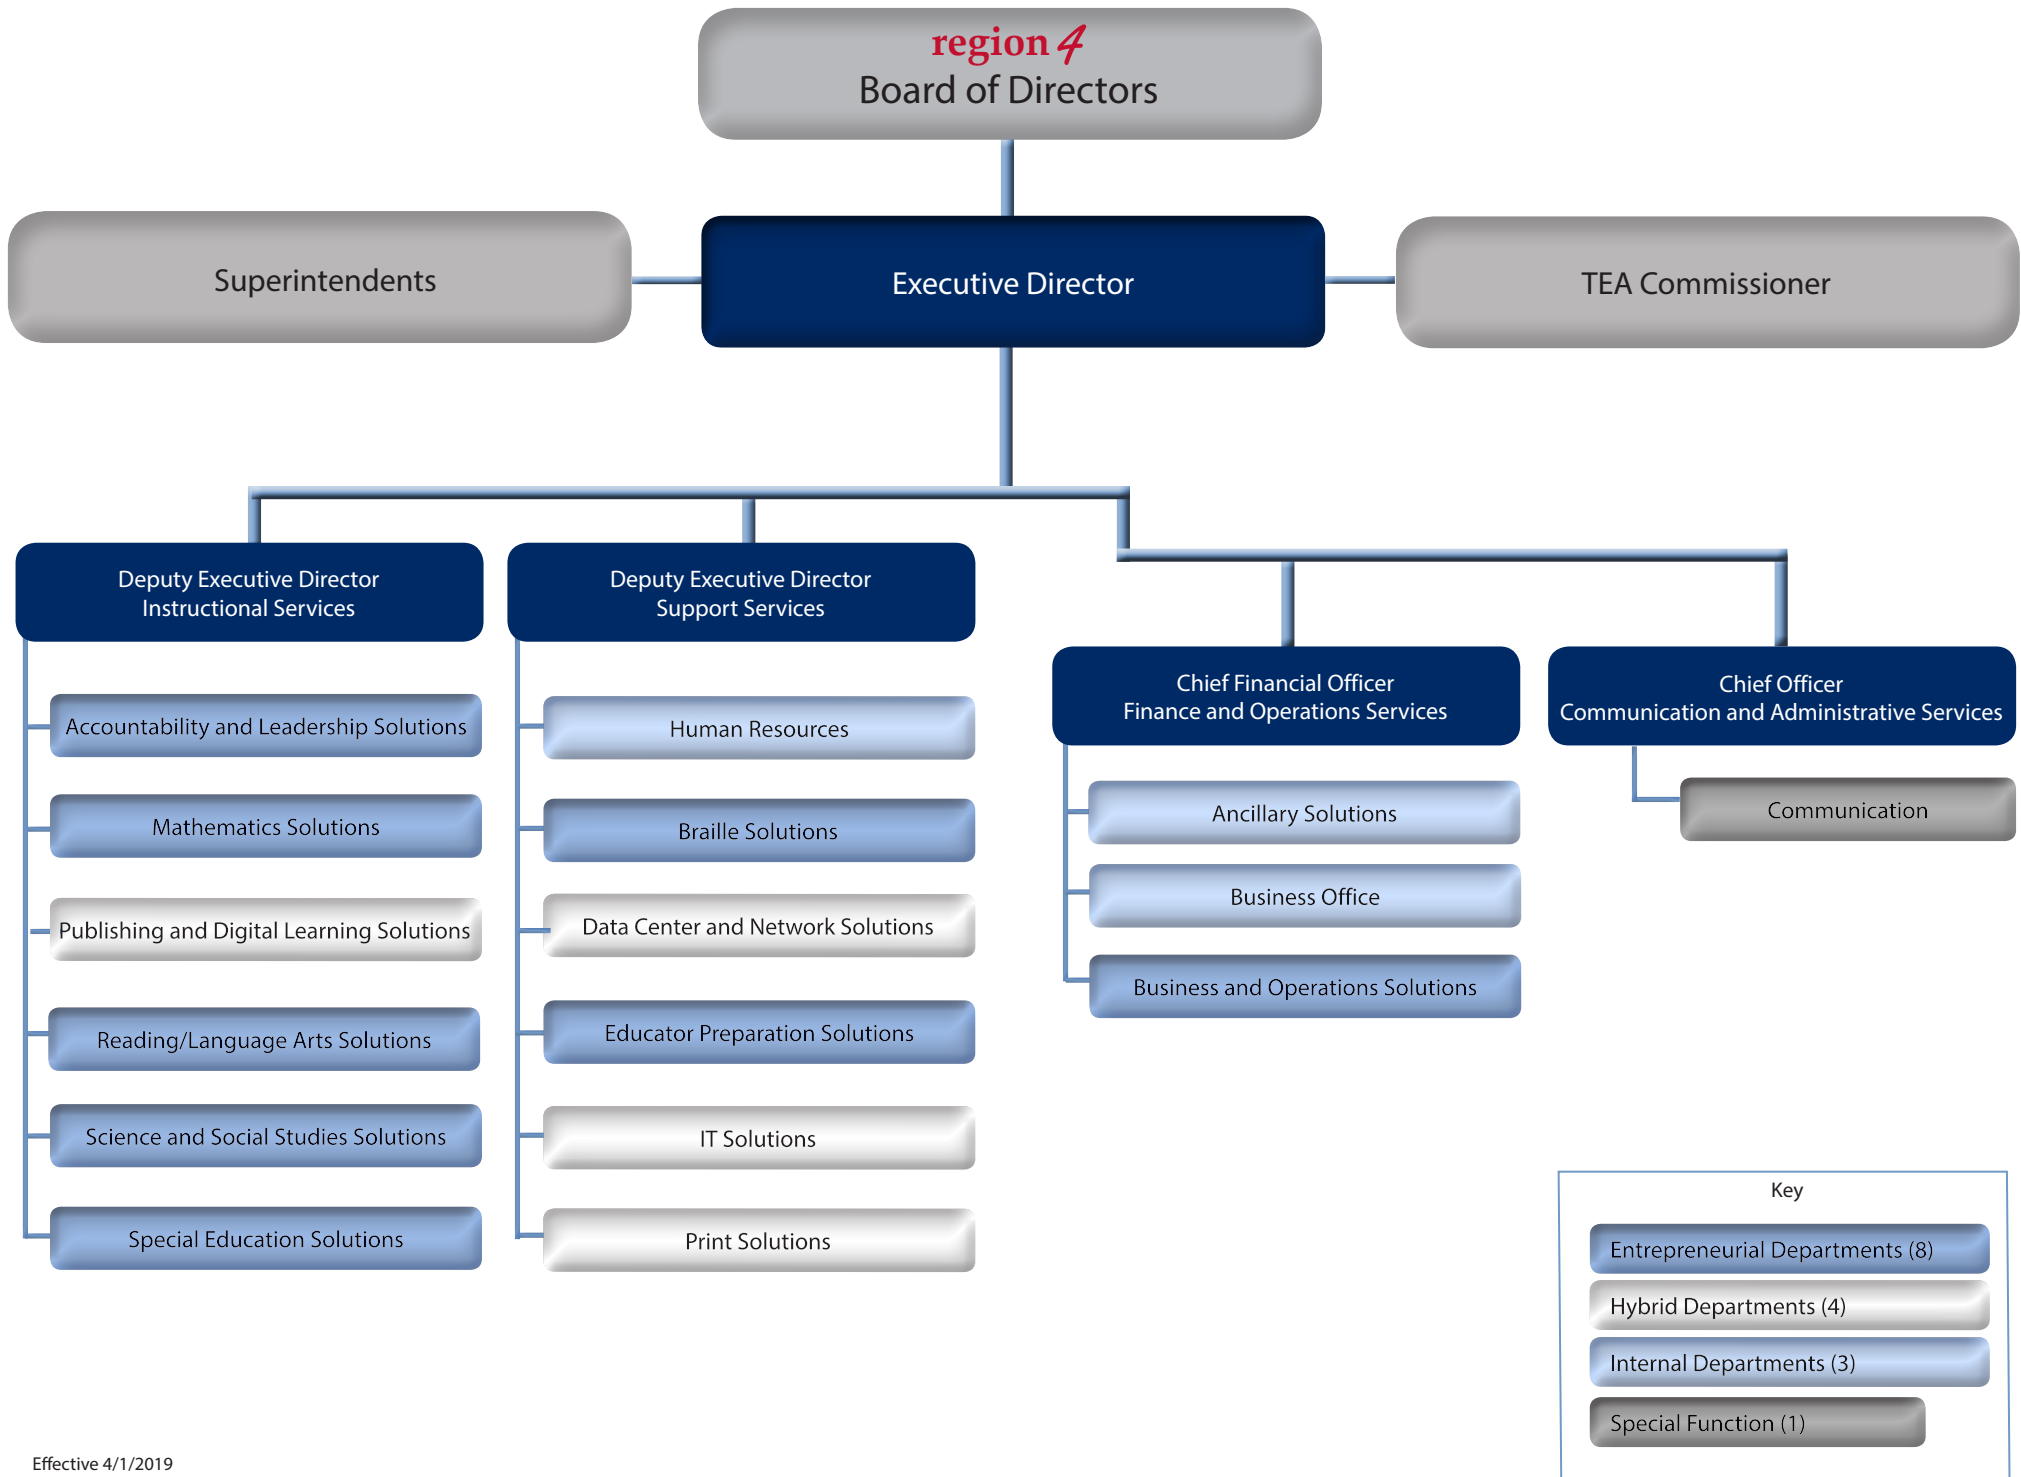 region 4
Board of Directors
Superintendents
Executive Director
TEA Commissioner
Deputy Executive Director
Instructional Services
Accountability and Leadership Solutions
Mathematics Solutions
Publishing and Digital Learning Solutions
Reading/Language Arts Solutions
Science and Social Studies Solutions
Special Education Solutions
Deputy Executive Director
Support Services
Human Resources
Braille Solutions
Data Center and Network Solutions
Educator Preparation Solutions
IT Solutions
Print Solutions
Chief Financial Officer
Finance and Operations Services
Ancillary Solutions
Business Office
Business and Operations Solutions
Chief Officer
Communication and Administrative Services
Communication
Key
Entrepreneurial Departments (8)
Hybrid Departments (4)
Internal Departments (3)
Special Function (1)
Effective 4/1/2019